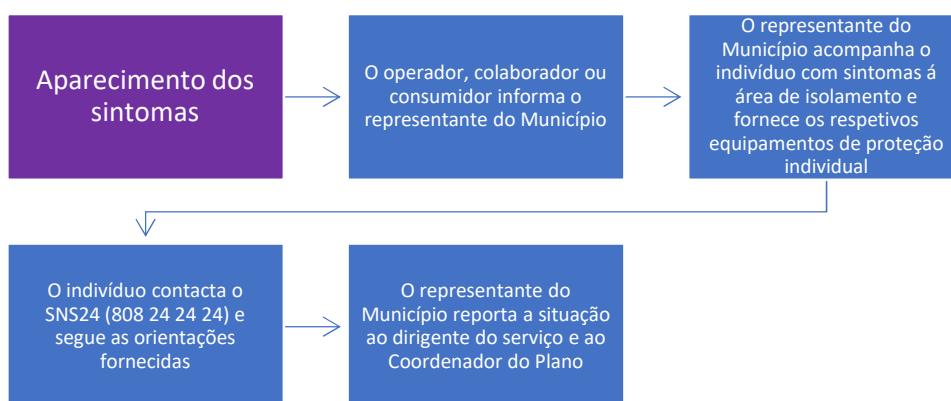 Aparecimento dos
sintomas
O operador, colaborador ou
consumidor informa o
representante do Município
O representante do
Município acompanha o
indivíduo com sintomas á
área de isolamento e
fornece os respetivos
equipamentos de proteção
individual
O indivíduo contacta o
SNS24 (808 24 24 24) e
segue as orientações
fornecidas
O representante do
Município reporta a situação
ao dirigente do serviço e ao
Coordenador do Plano